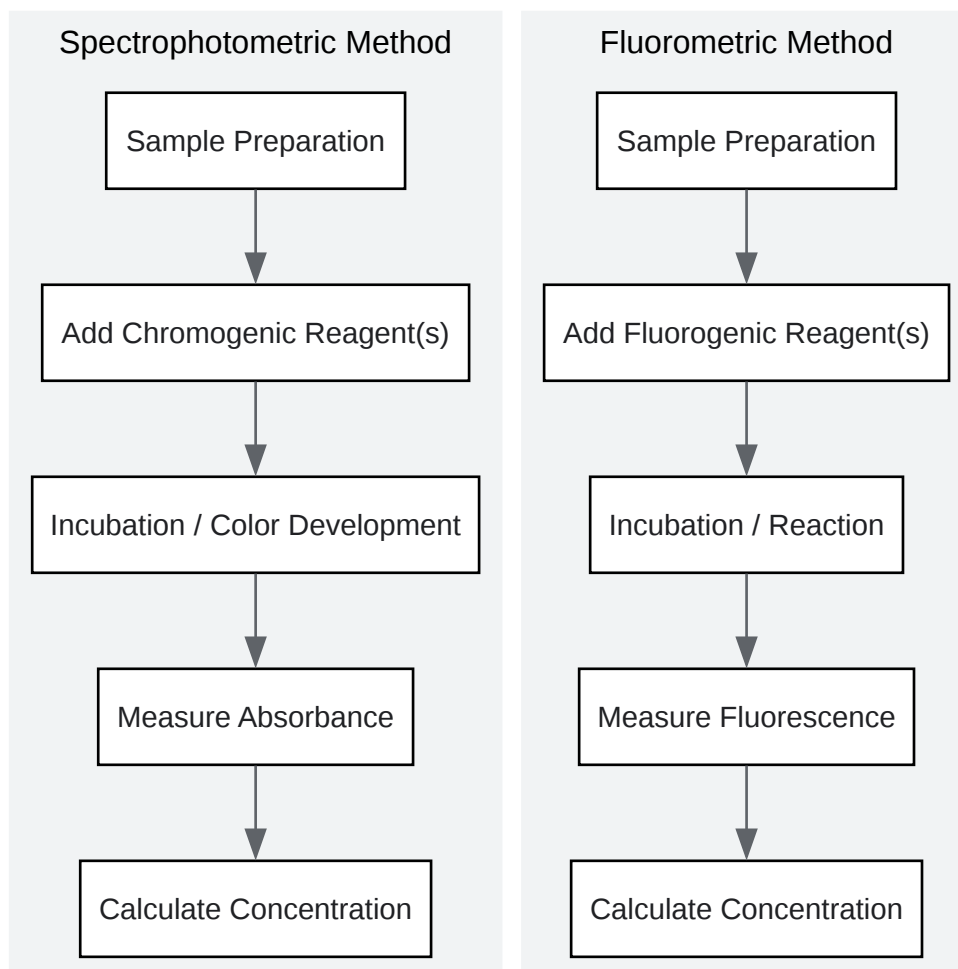 Spectrophotometric Method
Sample Preparation
Add Chromogenic Reagent(s)
Incubation / Color Development
Measure Absorbance
Calculate Concentration
Fluorometric Method
Sample Preparation
Add Fluorogenic Reagent(s)
Incubation / Reaction
Measure Fluorescence
Calculate Concentration